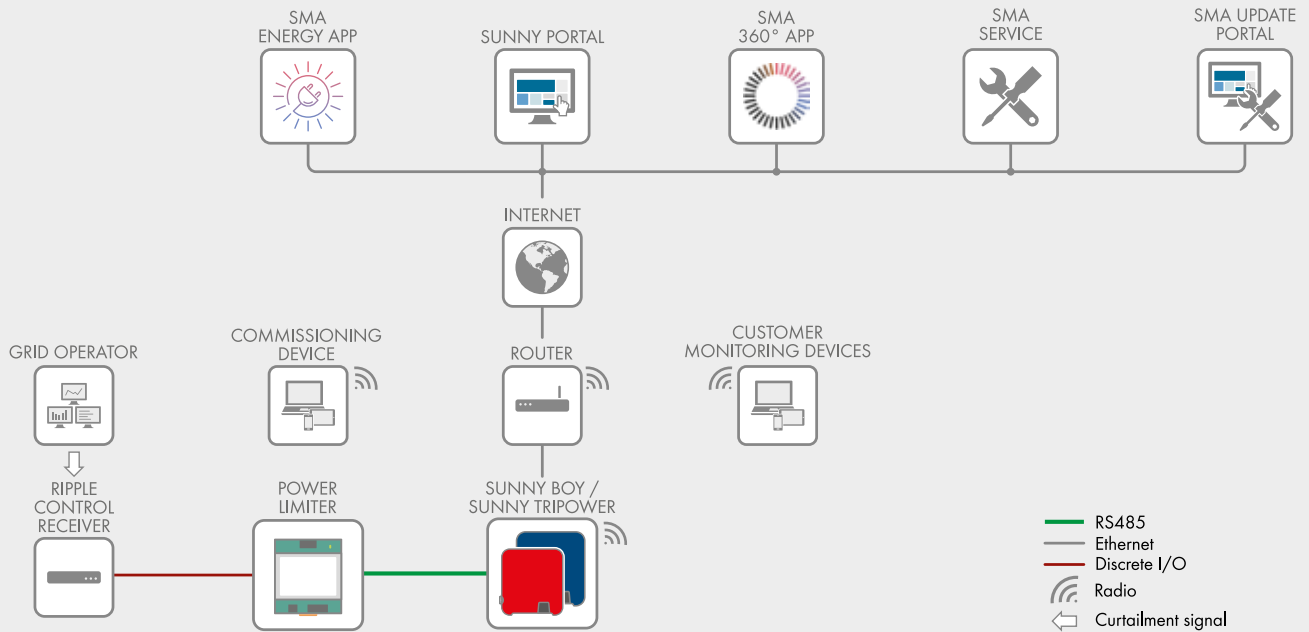 SMA
ENERGY APP
SUNNY PORTAL
SMA
360° APP
SMA
SERVICE
SMA UPDATE
PORTAL
INTERNET
GRID OPERATOR
COMMISSIONING
DEVICE
ROUTER
CUSTOMER
MONITORING DEVICES
RIPPLE
CONTROL
RECEIVER
POWER
LIMITER
SUNNY BOY /
SUNNY TRIPOWER
RS485
Ethernet
Discrete I/O
Radio
Curtailment signal